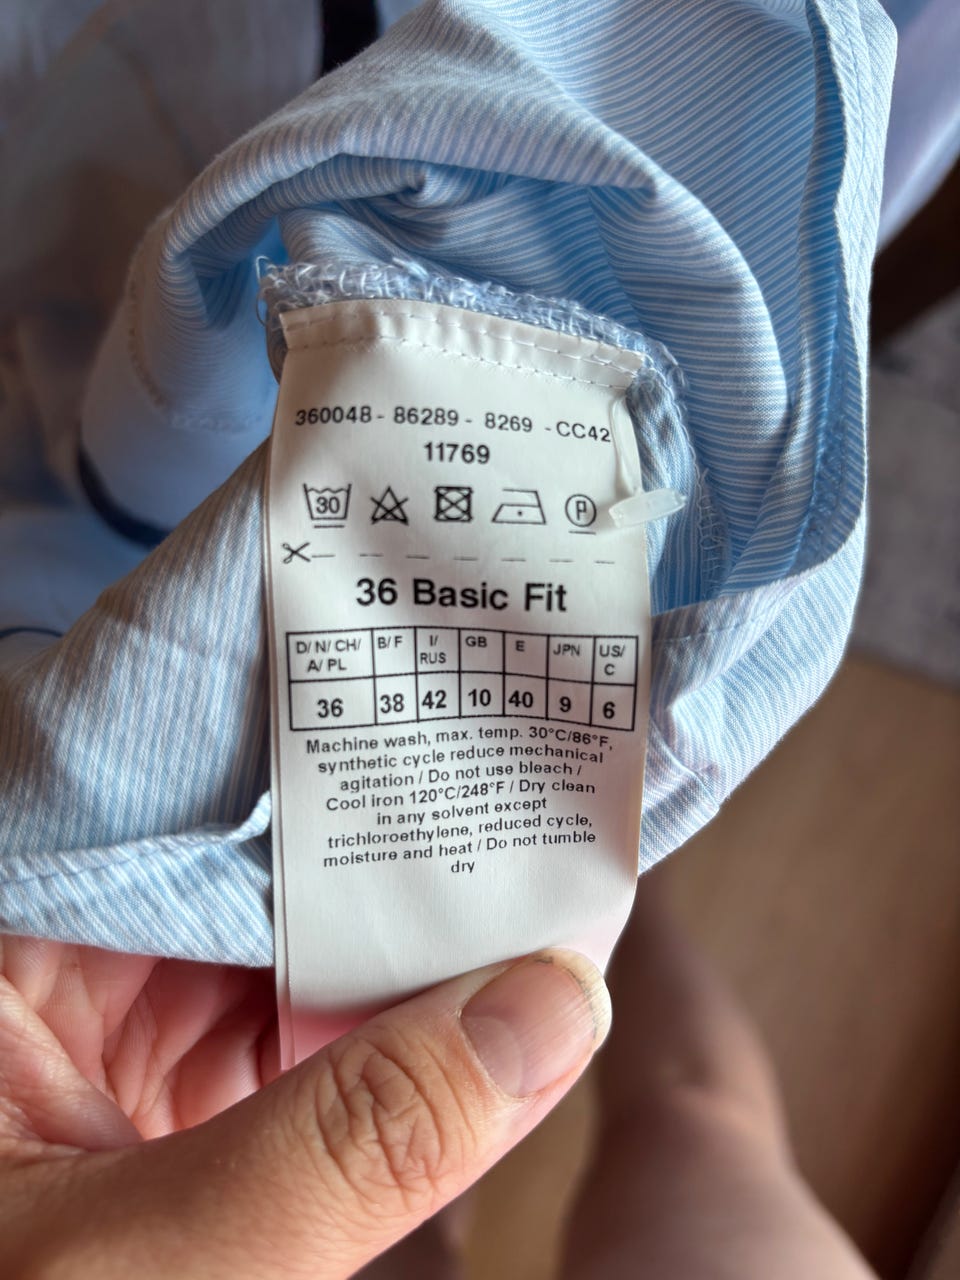 360048 - 86289 - 8269 - CC42
11769
30 P
36 Basic Fit
D/ N/ CH/ A/ PL B/ F I/ RUS GB E JPN US/ C
36 38 42 10 40 9 6
Machine wash, max. temp. 30°C/86°F,
synthetic cycle reduce mechanical
agitation / Do not use bleach /
Cool iron 120°C/248°F / Dry clean
in any solvent except
trichloroethylene, reduced cycle,
moisture and heat / Do not tumble
dry